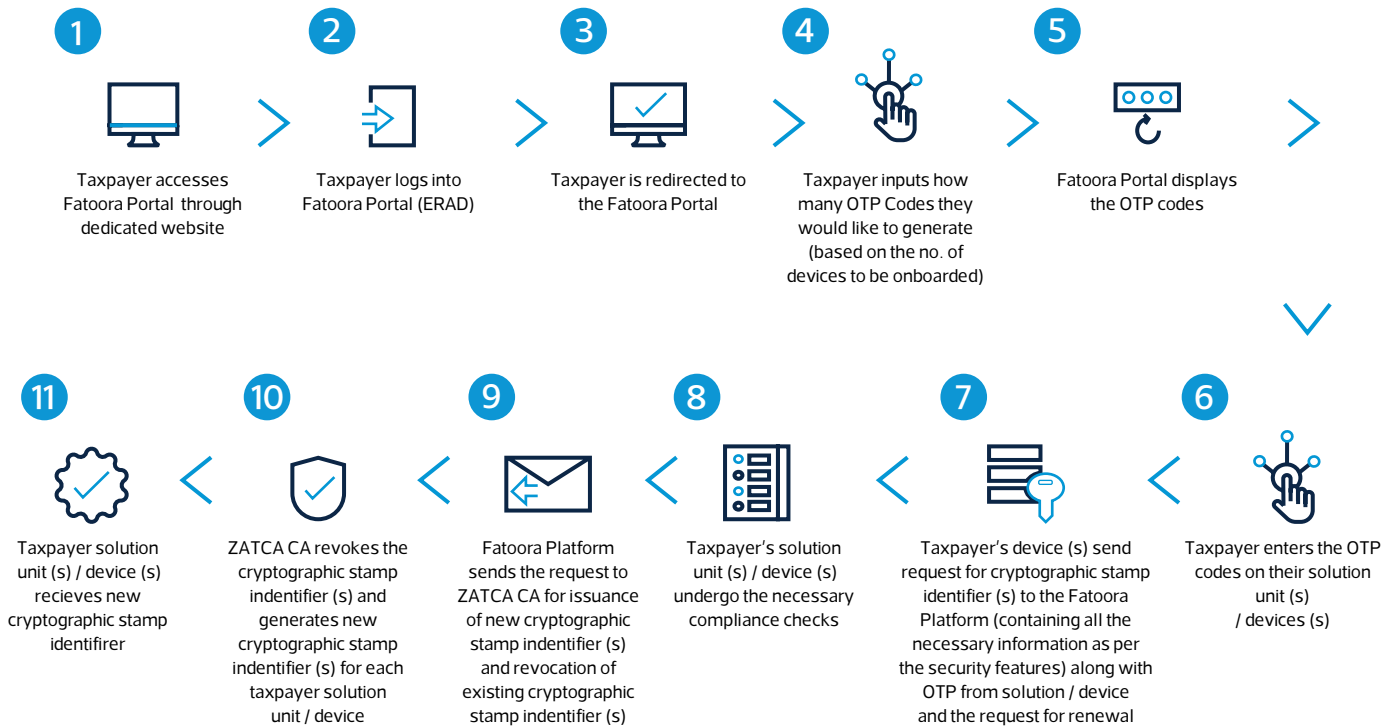 1
Taxpayer accesses
Fatoora Portal through
dedicated website
2
Taxpayer logs into
Fatoora Portal (ERAD)
3
Taxpayer is redirected to
the Fatoora Portal
4
Taxpayer inputs how
many OTP Codes they
would like to generate
(based on the no. of
devices to be onboarded)
5
Fatoora Portal displays
the OTP codes
6
Taxpayer enters the OTP
codes on their solution
unit (s)
/ devices (s)
7
Taxpayer's device (s) send
request for cryptographic stamp
identifier (s) to the Fatoora
Platform (containing all the
necessary information as per
the security features) along with
OTP from solution / device
and the request for renewal
8
Taxpayer's solution
unit (s) / device (s)
undergo the necessary
compliance checks
9
Fatoora Platform
sends the request to
ZATCA CA for issuance
of new cryptographic
stamp indentifier (s)
and revocation of
existing cryptographic
stamp indentifier (s)
10
ZATCA CA revokes the
cryptographic stamp
indentifier (s) and
generates new
cryptographic stamp
indentifier (s) for each
taxpayer solution
unit / device
11
Taxpayer solution
unit (s) / device (s)
recieves new
cryptographic stamp
identifirer